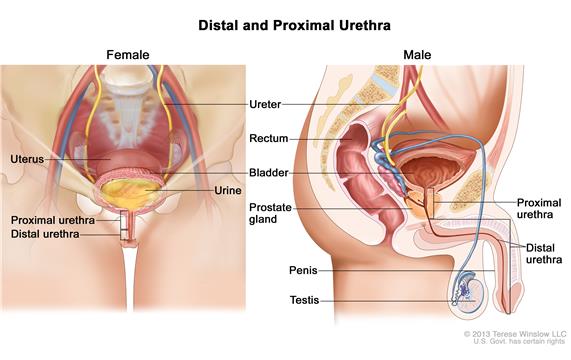 Distal and Proximal Urethra
Female
Male
Ureter
Rectum
Uterus
Bladder
Urine
Prostate
gland
Proximal
urethra
Proximal urethra
Distal urethra
Distal
urethra
Penis
Testis
© 2013 Terese Winslow LLC
U.S. Govt. has certain rights